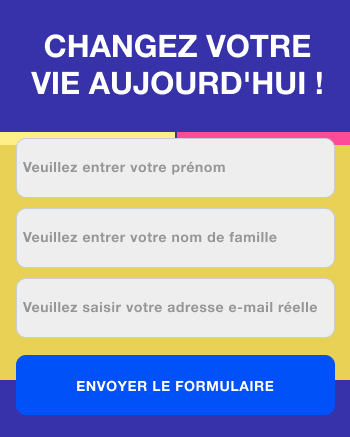 CHANGEZ VOTRE
VIE AUJOURD'HUI !
Veuillez entrer votre prénom
Veuillez entrer votre nom de famille
Veuillez saisir votre adresse e-mail réelle
ENVOYER LE FORMULAIRE